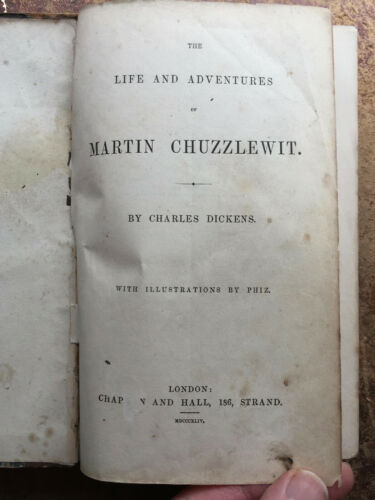 THE
LIFE AND ADVENTURES
OF
MARTIN CHUZZLEWIT.
BY CHARLES DICKENS.
WITH ILLUSTRATIONS BY PHIZ.
LONDON:
CHAP N AND HALL, 186, STRAND.
MDCCCXLIV.